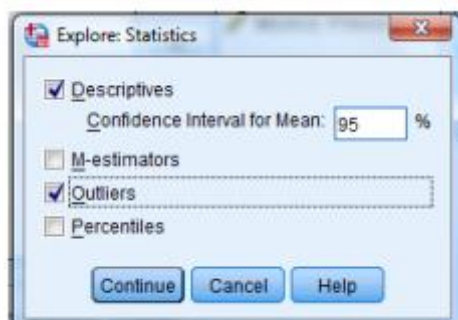 Explore: Statistics
Descriptives
Confidence Interval for Mean: 95 %
M-estimators
Outliers
Percentiles
Continue Cancel Help